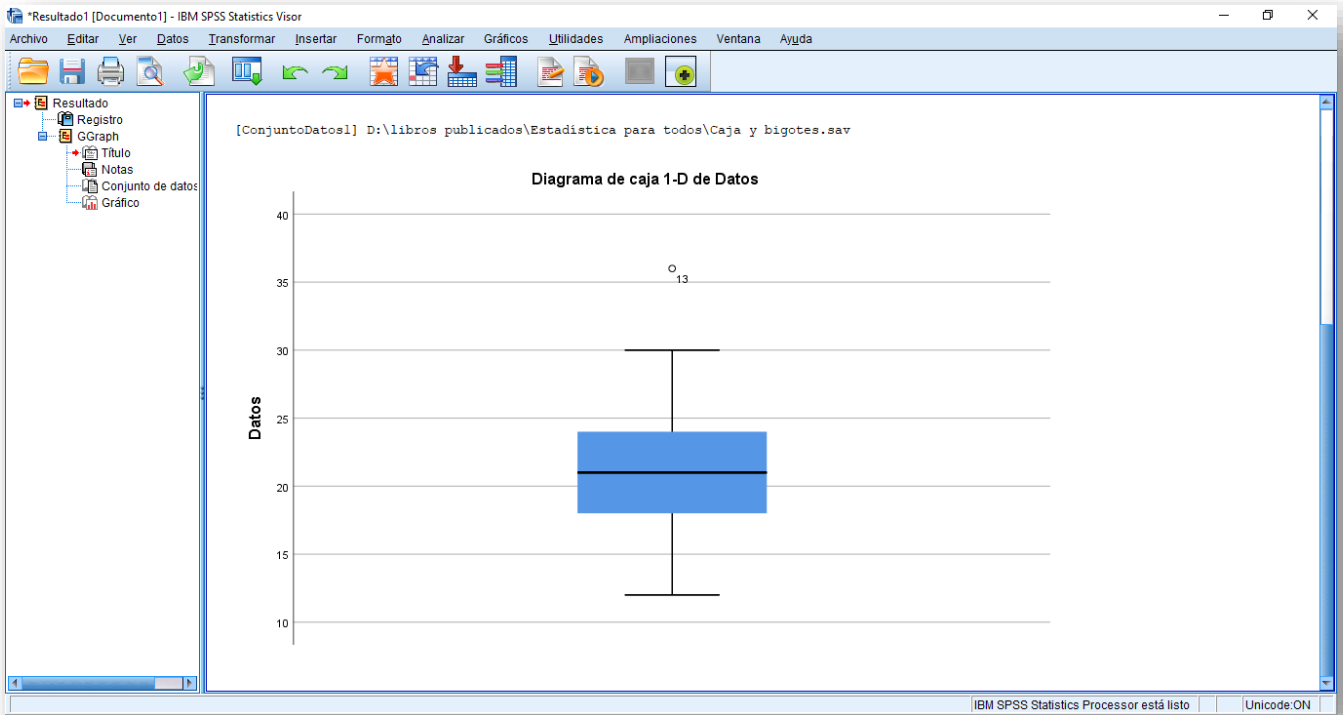 *Resultado1 [Documento1] - IBM SPSS Statistics Visor
Archivo Editar Ver Datos Transformar Insertar Formato Analizar Gráficos Utilidades Ampliaciones Ventana Ayuda
Resultado
Registro
GGraph
Título
Notas
Conjunto de datos
Gráfico
[ConjuntoDatos1] D:\libros publicados\Estadística para todos\Caja y bigotes.sav
Diagrama de caja 1-D de Datos
40
35
30
25
20
15
10
Datos
13
IBM SPSS Statistics Processor está listo
Unicode:ON